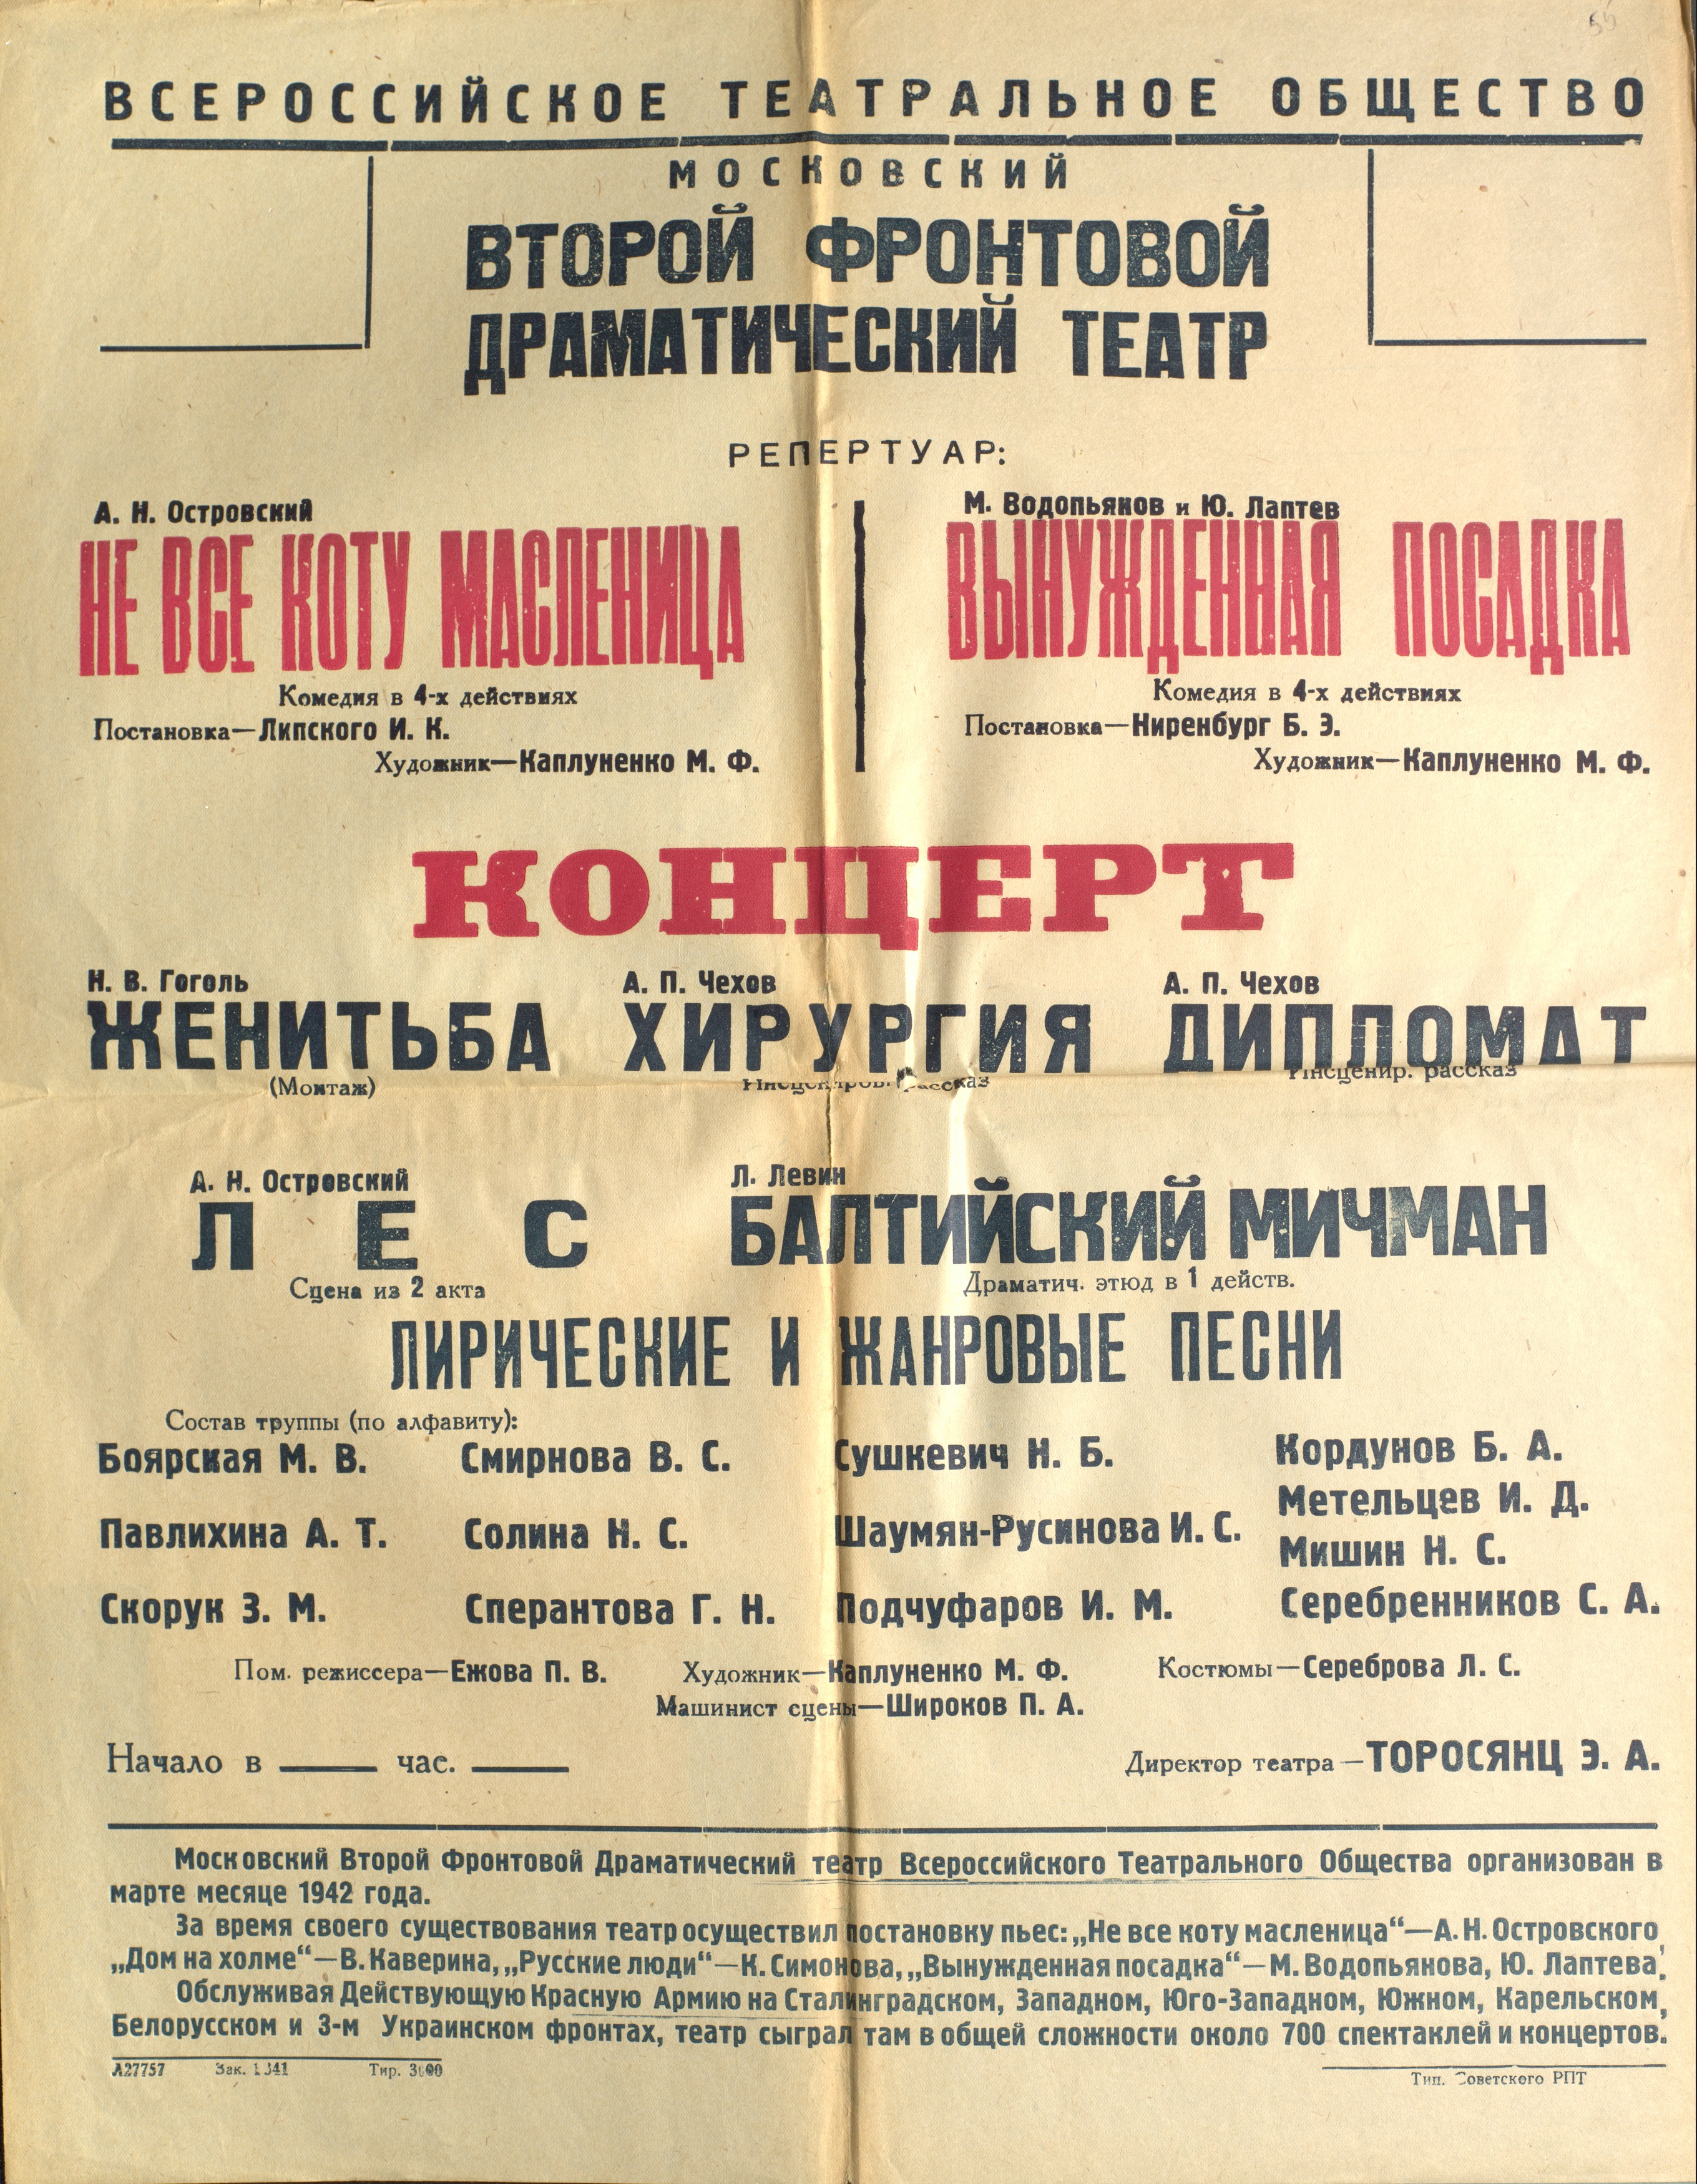 ВСЕРОССИЙСКОЕ ТЕАТРАЛЬНОЕ ОБЩЕСТВО
МОСКОВСКИЙ
ВТОРОЙ ФРОНТОВОЙ
ДРАМАТИЧЕСКИЙ ТЕАТР
РЕПЕРТУАР:
А. Н. Островский
НЕ ВСЕ КОТУ МАСЛЕНИЦА
Комедия в 4-х действиях
Постановка—Липского И. К.
Художник—Каплуненко М. Ф.
М. Водопьянов и Ю. Лаптев
ВЫНУЖДЕННАЯ ПОСАДКА
Комедия в 4-х действиях
Постановка—Ниренбург Б. Э.
Художник—Каплуненко М. Ф.
КОНЦЕРТ
Н. В. Гоголь
ЖЕНИТЬБА
(Монтаж)
А. П. Чехов
ХИРУРГИЯ
рассказ
А. П. Чехов
ДИПЛОМАТ
Инсценир. рассказ
А. Н. Островский
ЛЕС
Сцена из 2 акта
Л. Левин
БАЛТИЙСКИЙ МИЧМАН
Драматич. этюд в 1 действ.
ЛИРИЧЕСКИЕ И ЖАНРОВЫЕ ПЕСНИ
Состав труппы (по алфавиту):
Боярская М. В.
Павлихина А. Т.
Скорук З. М.
Смирнова В. С.
Солина Н. С.
Сперантова Г. Н.
Сушкевич Н. Б.
Шаумян-Русинова И. С.
Подчуфаров И. М.
Кордунов Б. А.
Метельцев И. Д.
Мишин Н. С.
Серебренников С. А.
Пом. режиссера—Ежова П. В. Художник—Каплуненко М. Ф. Костюмы—Сереброва Л. С.
Машинист сцены—Широков П. А.
Начало в ____ час. ____
Директор театра—ТОРОСЯНЦ Э. А.
Московский Второй Фронтовой Драматический театр Всероссийского Театрального Общества организован в
марте месяце 1942 года.
За время своего существования театр осуществил постановку пьес: „Не все коту масленица“—А. Н. Островского,
„Дом на холме“—В. Каверина, „Русские люди“—К. Симонова, „Вынужденная посадка“—М. Водопьянова, Ю. Лаптева.
Обслуживая Действующую Красную Армию на Сталинградском, Западном, Юго-Западном, Южном, Карельском,
Белорусском и 3-м Украинском фронтах, театр сыграл там в общей сложности около 700 спектаклей и концертов.
А27757 Зак. Тир. 3000
Тип. Советского РПТ